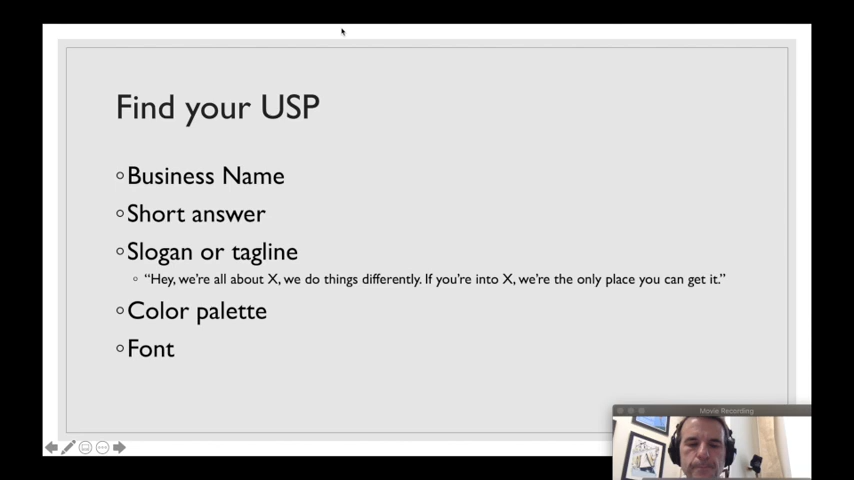 Find your USP
Business Name
Short answer
Slogan or tagline
“Hey, we’re all about X, we do things differently. If you’re into X, we’re the only place you can get it.”
Color palette
Font
Movie Recording